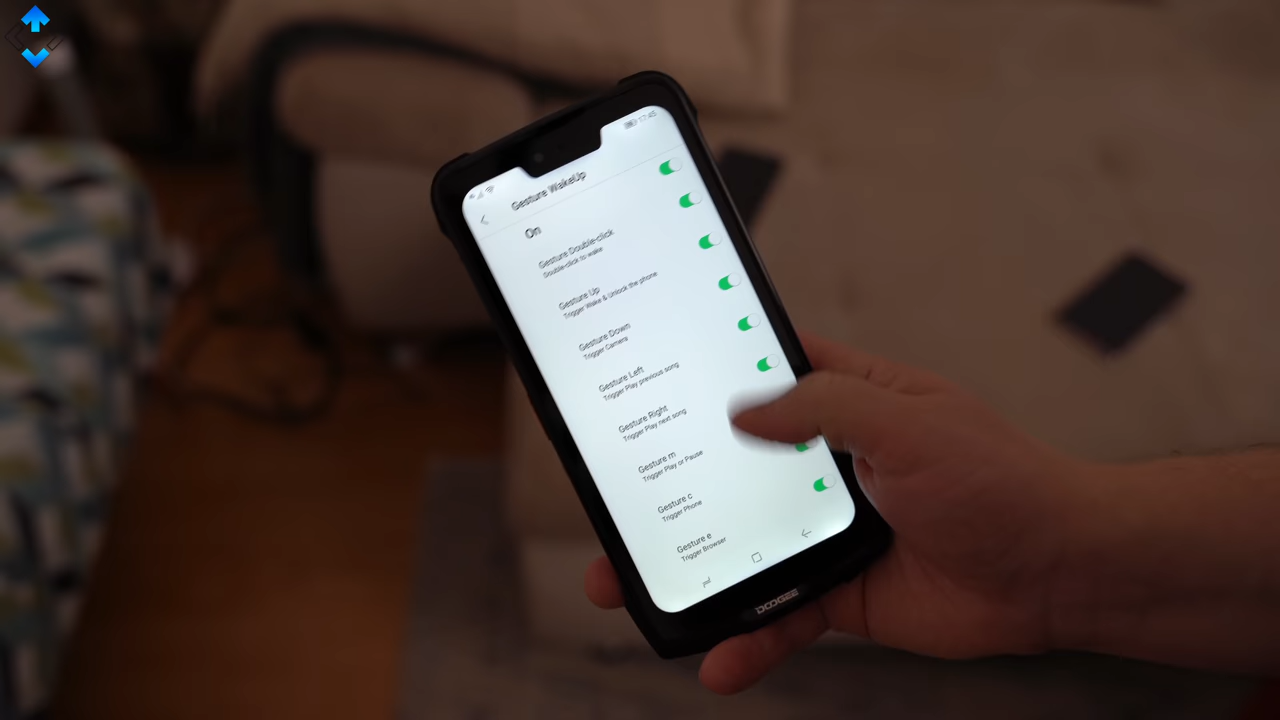 17:45
Gesture WakeUp
On
Gesture Double-click
Double-click to wake
Gesture Up
Trigger Wake & Unlock the phone
Gesture Down
Trigger Camera
Gesture Left
Trigger Play previous song
Gesture Right
Trigger Play next song
Gesture m
Trigger Play or Pause
Gesture c
Trigger Phone
Gesture e
Trigger Browser
DOOGEE